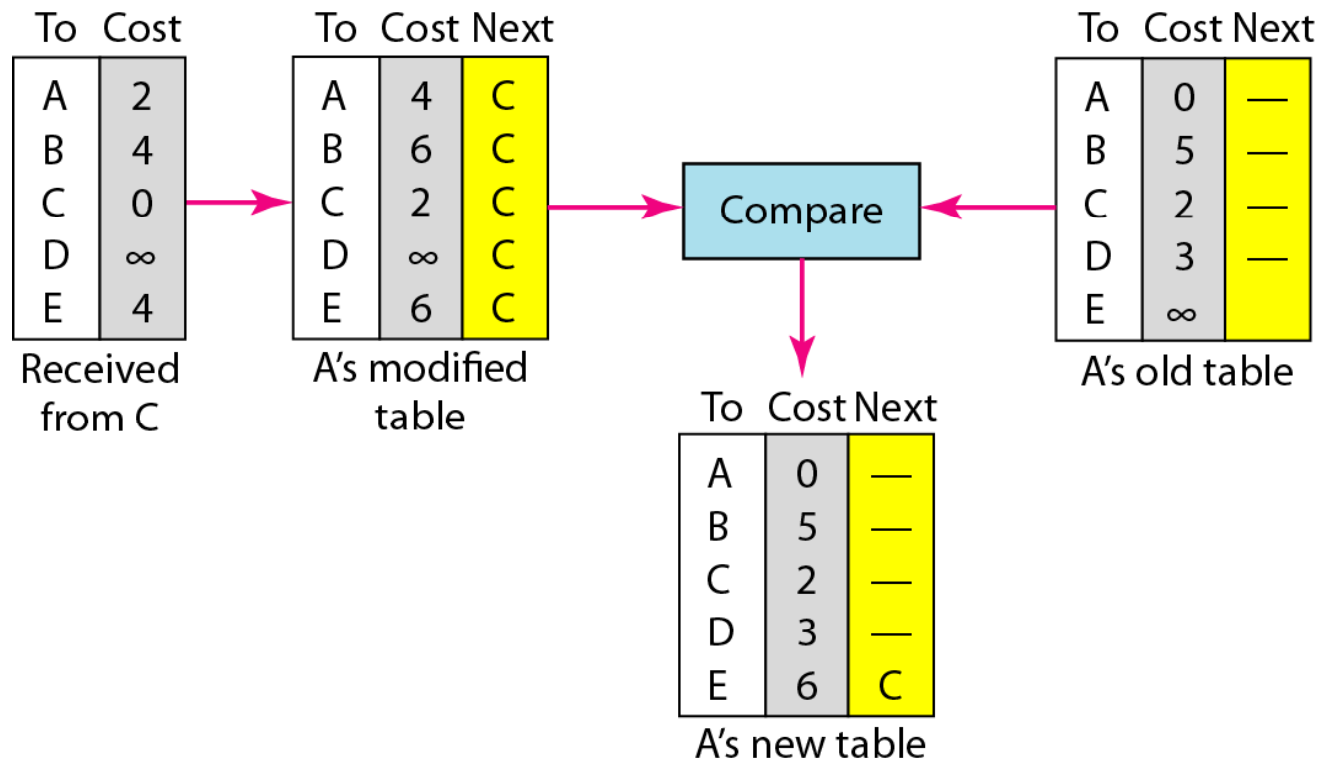 To Cost
A 2
B 4
C 0
D ∞
E 4
Received
from C
To Cost Next
A 4 C
B 6 C
C 2 C
D ∞ C
E 6 C
A's modified
table
Compare
To Cost Next
A 0 —
B 5 —
C 2 —
D 3 —
E ∞
A's old table
To Cost Next
A 0 —
B 5 —
C 2 —
D 3 —
E 6 C
A's new table